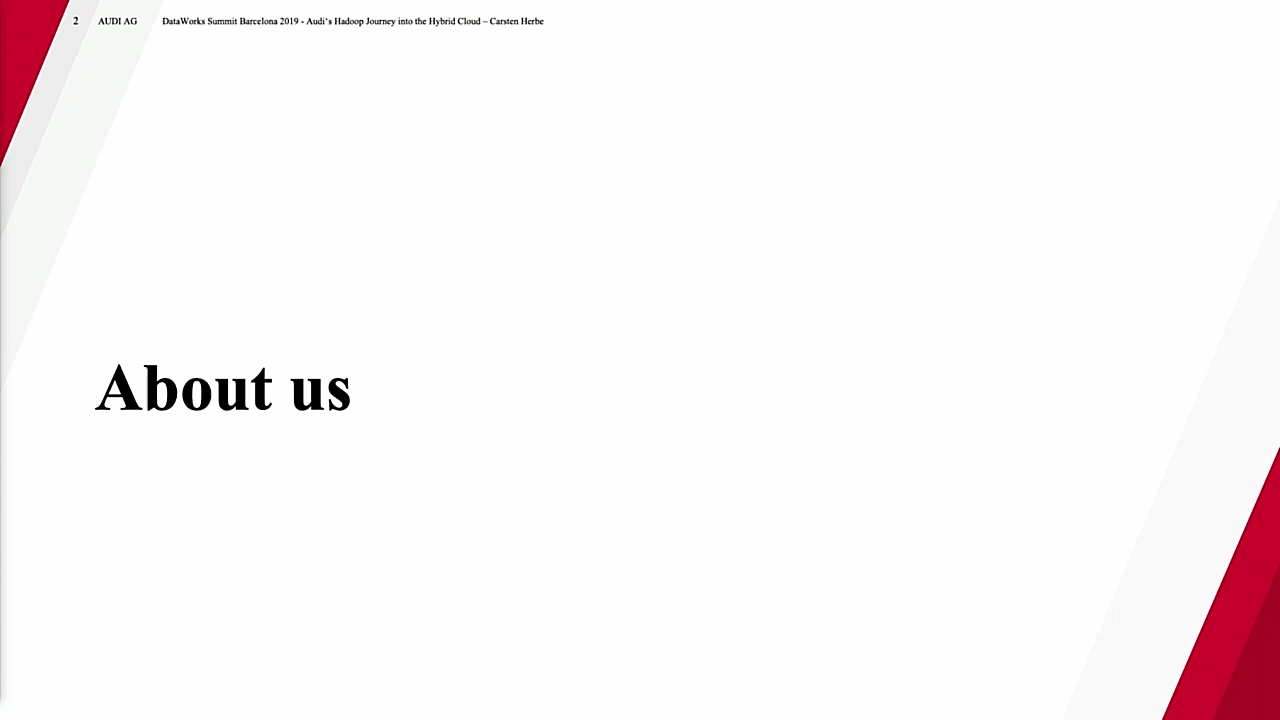 2 AUDI AG DataWorks Summit Barcelona 2019 - Audi's Hadoop Journey into the Hybrid Cloud – Carsten Herbe
About us